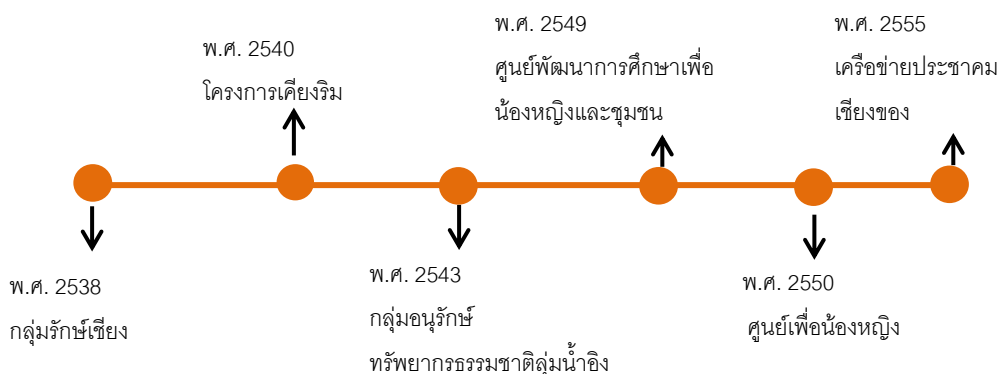 พ.ศ. 2540
โครงการเคียงริม
พ.ศ. 2549
ศูนย์พัฒนาการศึกษาเพื่อ
น้องหญิงและชุมชน
พ.ศ. 2555
เครือข่ายประชาคม
เชียงของ
พ.ศ. 2538
กลุ่มรักษ์เชียง
พ.ศ. 2543
กลุ่มอนุรักษ์
ทรัพยากรธรรมชาติลุ่มน้ำอิง
พ.ศ. 2550
ศูนย์เพื่อน้องหญิง